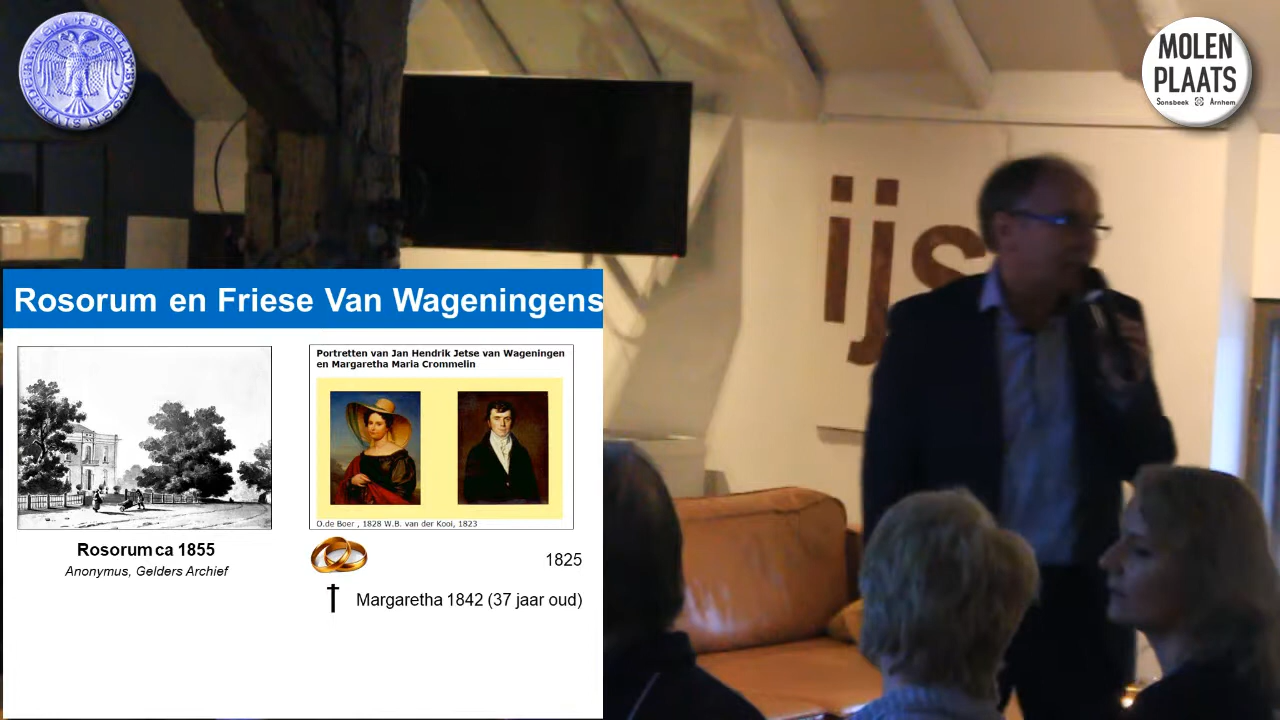 MOLEN
PLAATS
Sonsbeek Arnhem
ijs
Rosorum en Friese Van Wageningens
Portretten van Jan Hendrik Jetse van Wageningen
en Margaretha Maria Crommelin
O.de Boer , 1828 W.B. van der Kooi, 1823
Rosorum ca 1855
Anonymus, Gelders Archief
1825
Margaretha 1842 (37 jaar oud)